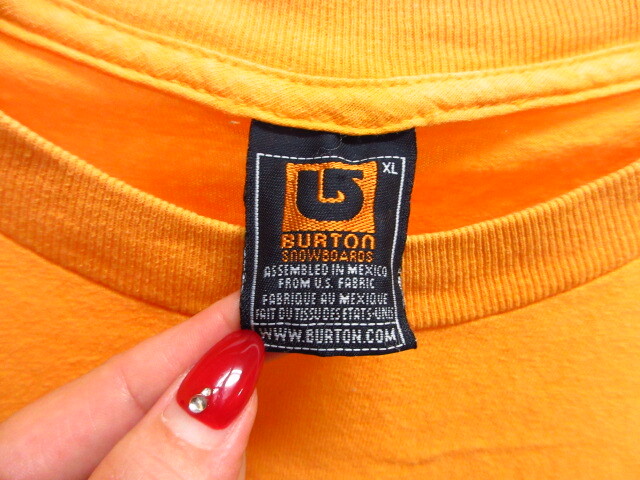 XL
BURTON
SNOWBOARDS
ASSEMBLED IN MEXICO
FROM U.S. FABRIC
FABRIQUE AU MEXIQUE
FAIT DU TISSU DES ETATS-UNIS
WWW.BURTON.COM